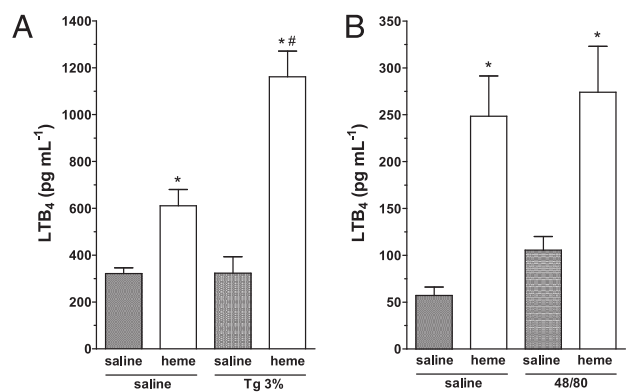 A
LTB4 (pg mL-1)
1400
1200
1000
800
600
400
200
0
*
* #
saline heme saline heme
saline Tg 3%
B
LTB4 (pg mL-1)
350
300
250
200
150
100
50
0
*
*
saline heme saline heme
saline 48/80